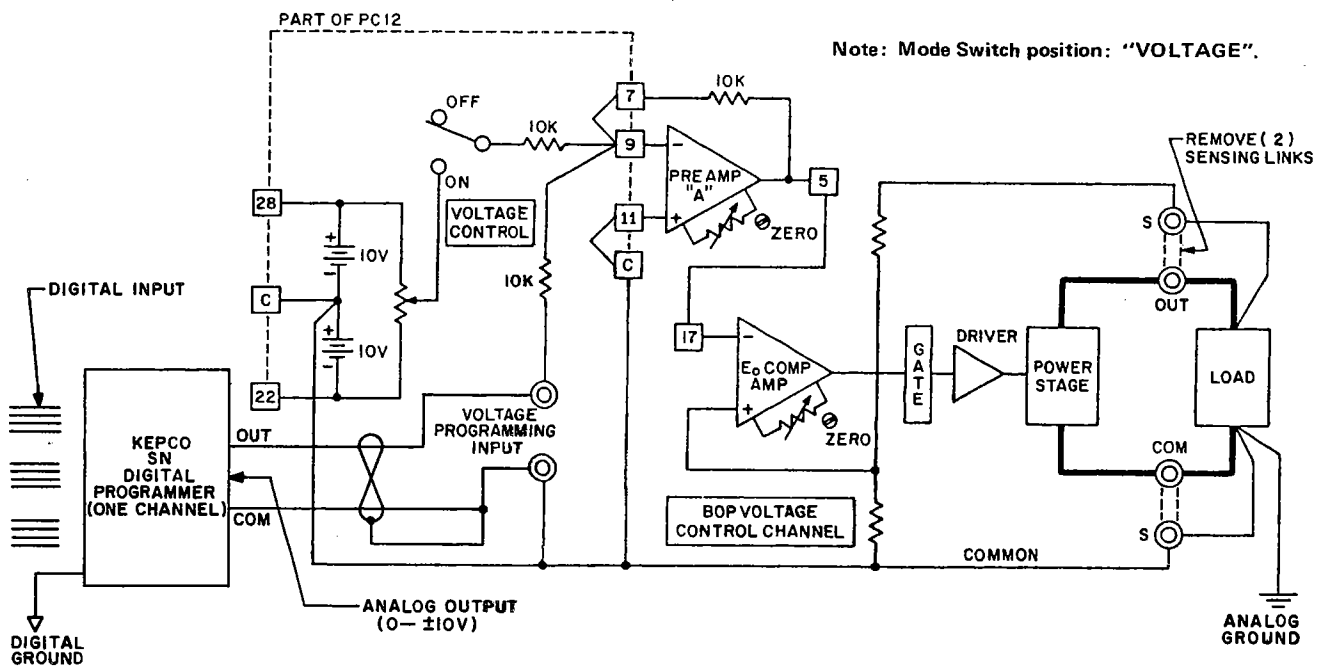 PART OF PC12
Note: Mode Switch position: "VOLTAGE".
7
10K
OFF
10K
9
−
PRE AMP
"A"
5
REMOVE (2)
SENSING LINKS
ON
28
VOLTAGE
CONTROL
11
+
ZERO
S
+
10V
−
C
10K
OUT
DIGITAL INPUT
C
+
10V
−
17
−
E₀ COMP
AMP
+
ZERO
GATE
DRIVER
POWER
STAGE
LOAD
22
KEPCO
SN
DIGITAL
PROGRAMMER
(ONE CHANNEL)
OUT
COM
VOLTAGE
PROGRAMMING
INPUT
COM
BOP VOLTAGE
CONTROL CHANNEL
S
COMMON
ANALOG OUTPUT
(0— ±10V)
DIGITAL
GROUND
ANALOG
GROUND